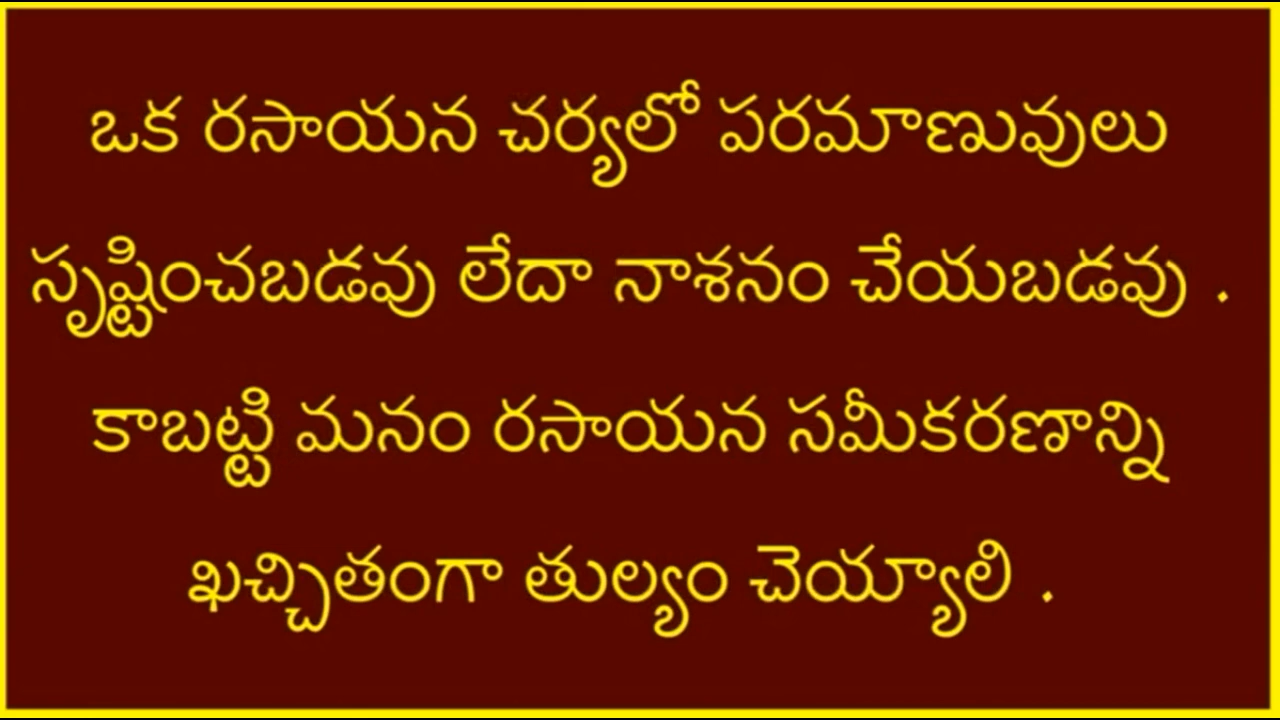 ఒక రసాయన చర్యలో పరమాణువులు
సృష్టించబడవు లేదా నాశనం చేయబడవు .
కాబట్టి మనం రసాయన సమీకరణాన్ని
ఖచ్చితంగా తుల్యం చెయ్యాలి .